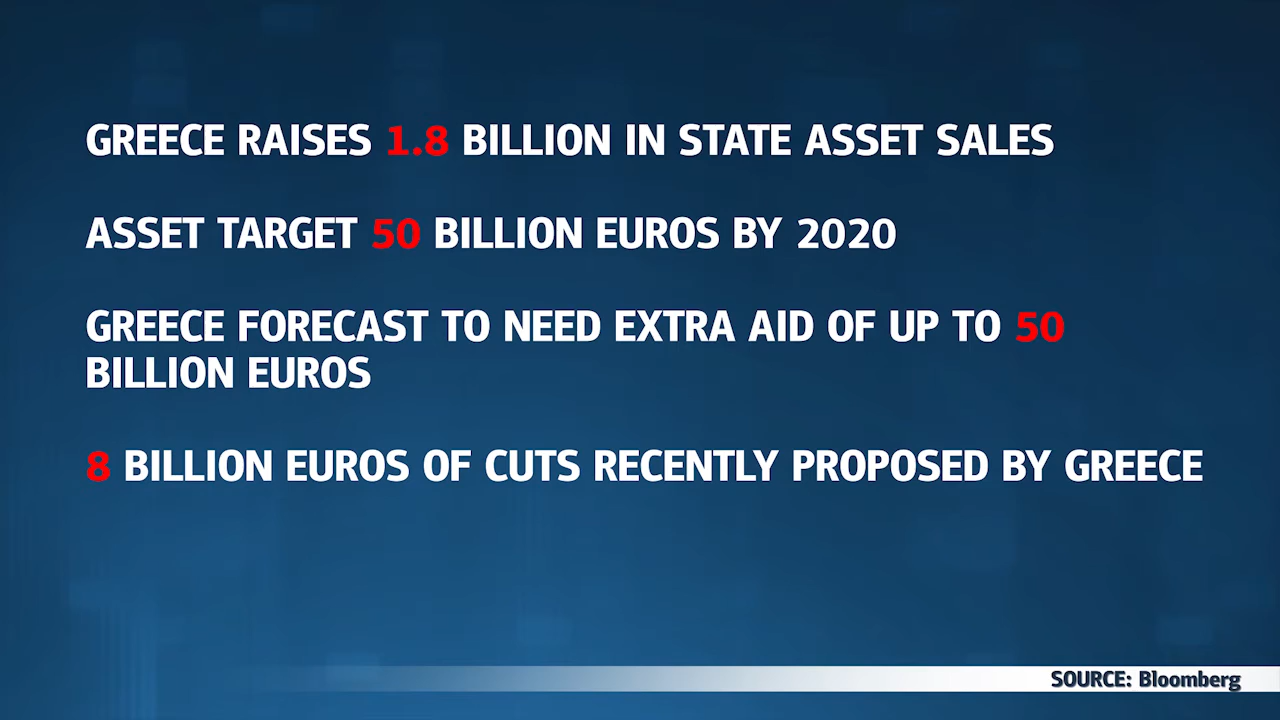 GREECE RAISES 1.8 BILLION IN STATE ASSET SALES
ASSET TARGET 50 BILLION EUROS BY 2020
GREECE FORECAST TO NEED EXTRA AID OF UP TO 50
BILLION EUROS
8 BILLION EUROS OF CUTS RECENTLY PROPOSED BY GREECE
SOURCE: Bloomberg